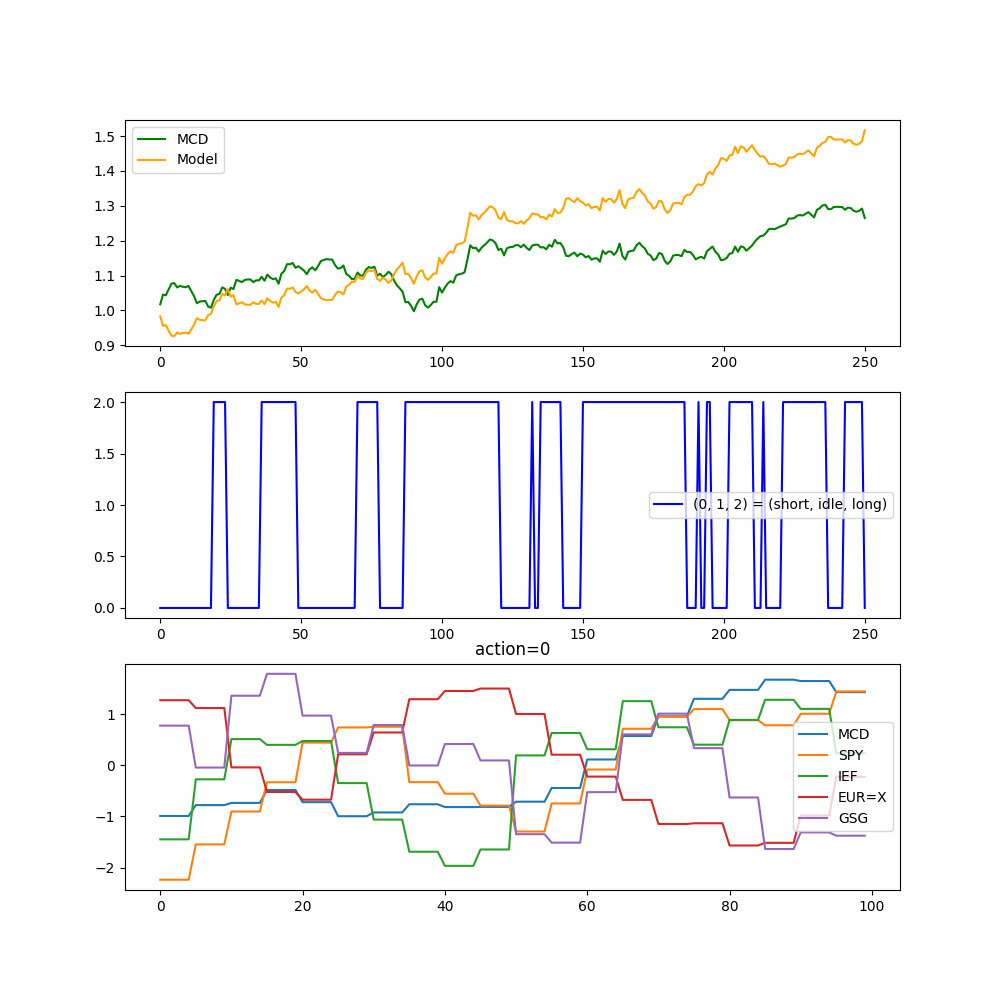 1.5
1.4
1.3
1.2
1.1
1.0
0.9
MCD
Model
0 50 100 150 200 250
2.0
1.5
1.0
0.5
0.0
(0, 1, 2) = (short, idle, long)
0 50 100 150 200 250
action=0
1
0
−1
−2
MCD
SPY
IEF
EUR=X
GSG
0 20 40 60 80 100